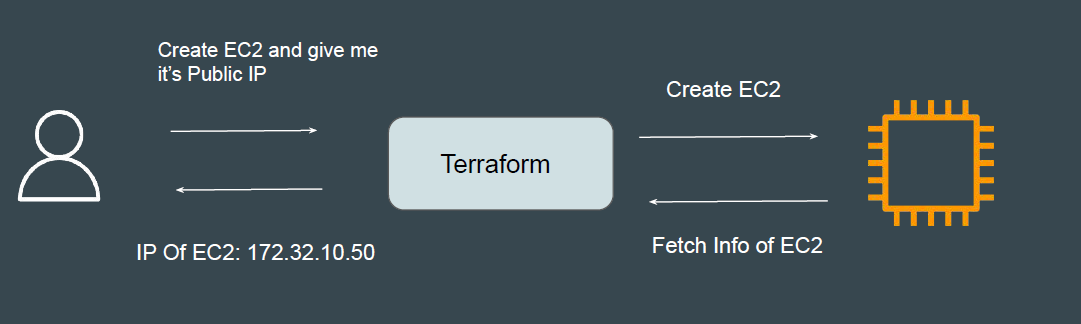 Create EC2 and give me
it's Public IP
Create EC2
Terraform
IP Of EC2: 172.32.10.50
Fetch Info of EC2